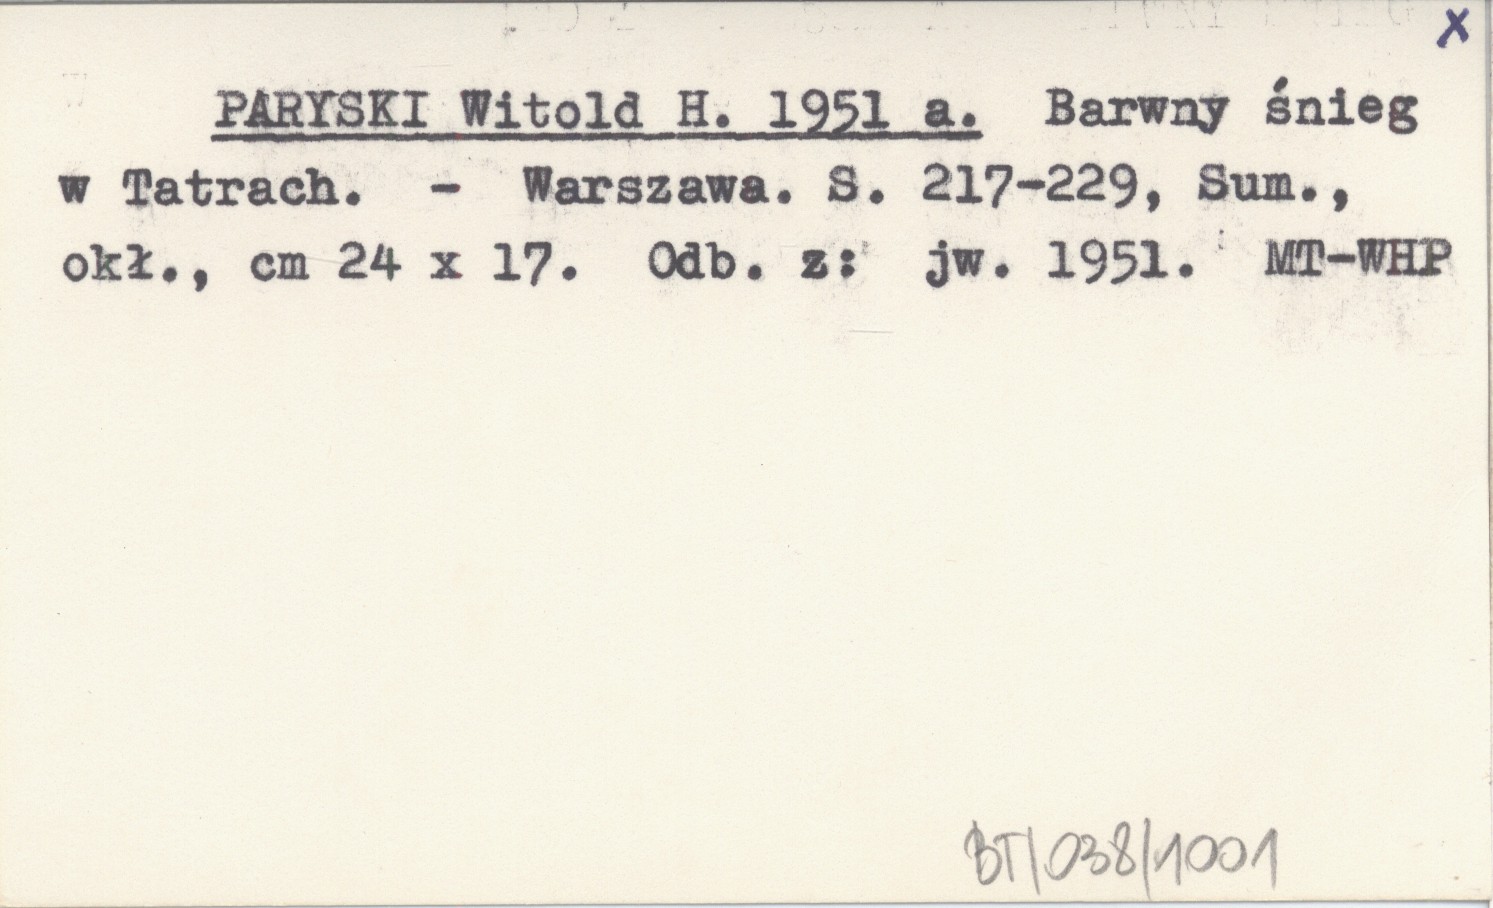 x
PARYSKI Witold H. 1951 a. Barwny śnieg
w Tatrach. - Warszawa. S. 217-229, Sum.,
okł., cm 24 x 17. Odb. z: jw. 1951. MT-WHP
BT/038/1001